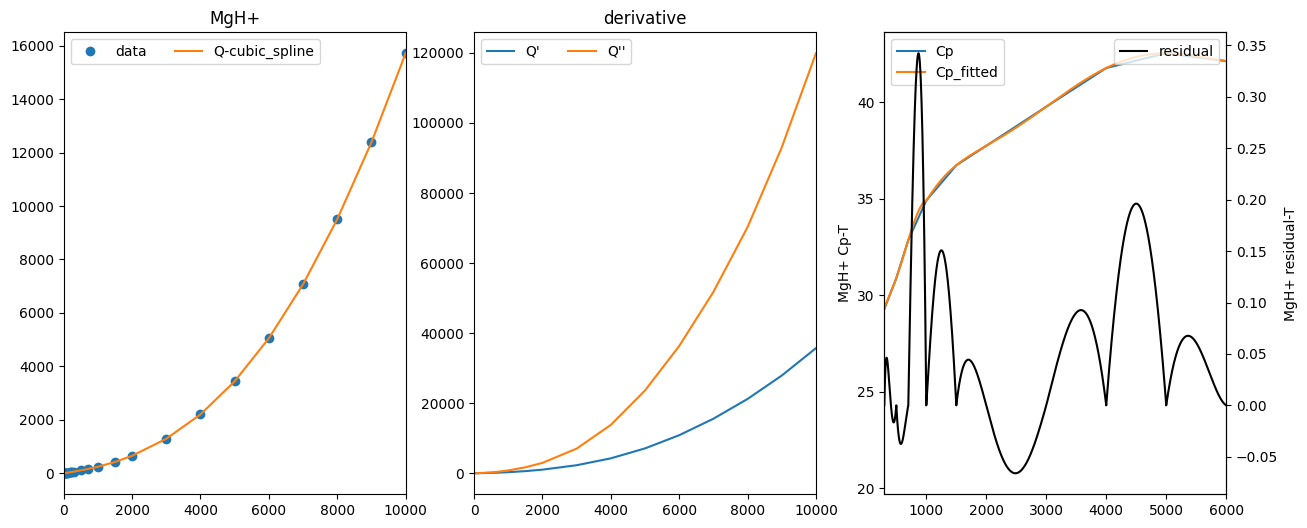 MgH+
data
Q-cubic_spline
16000
14000
12000
10000
8000
6000
4000
2000
0
0 2000 4000 6000 8000 10000
derivative
Q'
Q''
120000
100000
80000
60000
40000
20000
0
0 2000 4000 6000 8000 10000
Cp
Cp_fitted
residual
MgH+ Cp-T
40
35
30
25
20
1000 2000 3000 4000 5000 6000
0.35
0.30
0.25
0.20
0.15
0.10
0.05
0.00
−0.05
MgH+ residual-T